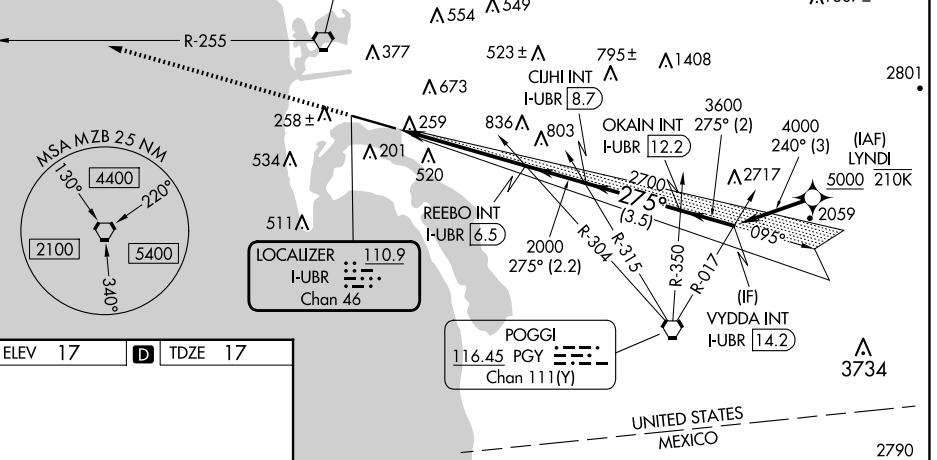 554
549
R-255
377
523 ±
795±
1408
CIJHI INT
I-UBR 8.7
2801
673
3600
275° (2)
258 ±
259
836
803
OKAIN INT
I-UBR 12.2
4000
240° (3)
(IAF)
LYNDI
5000 210K
MSA MZB 25 NM
534
201
520
2700
2717
130°
4400
220°
275°
(3.5)
2059
511
REEBO INT
I-UBR 6.5
095°
2100
5400
340°
LOCALIZER 110.9
I-UBR
Chan 46
2000
275° (2.2)
R-304
R-315
R-350
R-017
(IF)
VYDDA INT
I-UBR 14.2
POGGI
116.45 PGY
Chan 111(Y)
ELEV 17
D
TDZE 17
3734
UNITED STATES
MEXICO
2790